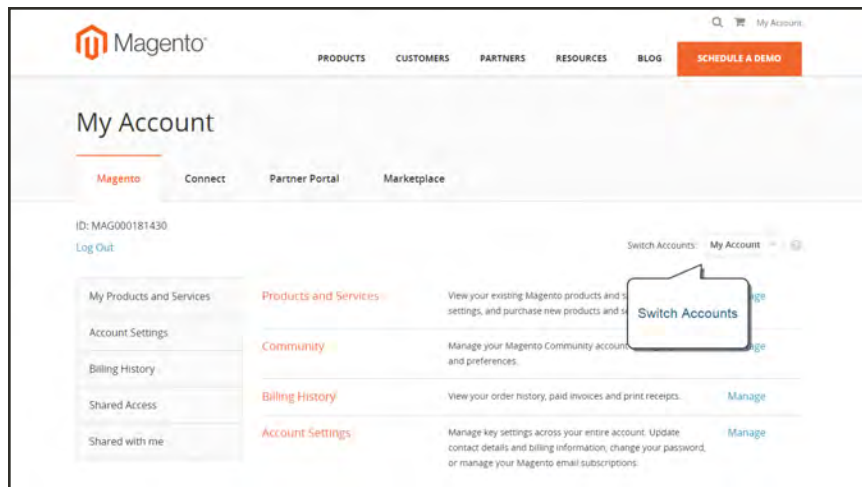 My Account
Magento
PRODUCTS CUSTOMERS PARTNERS RESOURCES BLOG SCHEDULE A DEMO
My Account
Magento Connect Partner Portal Marketplace
ID: MAG000181430
Log Out
Switch Accounts: My Account
Switch Accounts
My Products and Services
Account Settings
Billing History
Shared Access
Shared with me
Products and Services
View your existing Magento products and
settings, and purchase new products and
Community
Manage your Magento Community account
and preferences.
Billing History
View your order history, paid invoices and print receipts.
Manage
Account Settings
Manage key settings across your entire account. Update
contact details and billing information, change your password,
or manage your Magento email subscriptions.
Manage